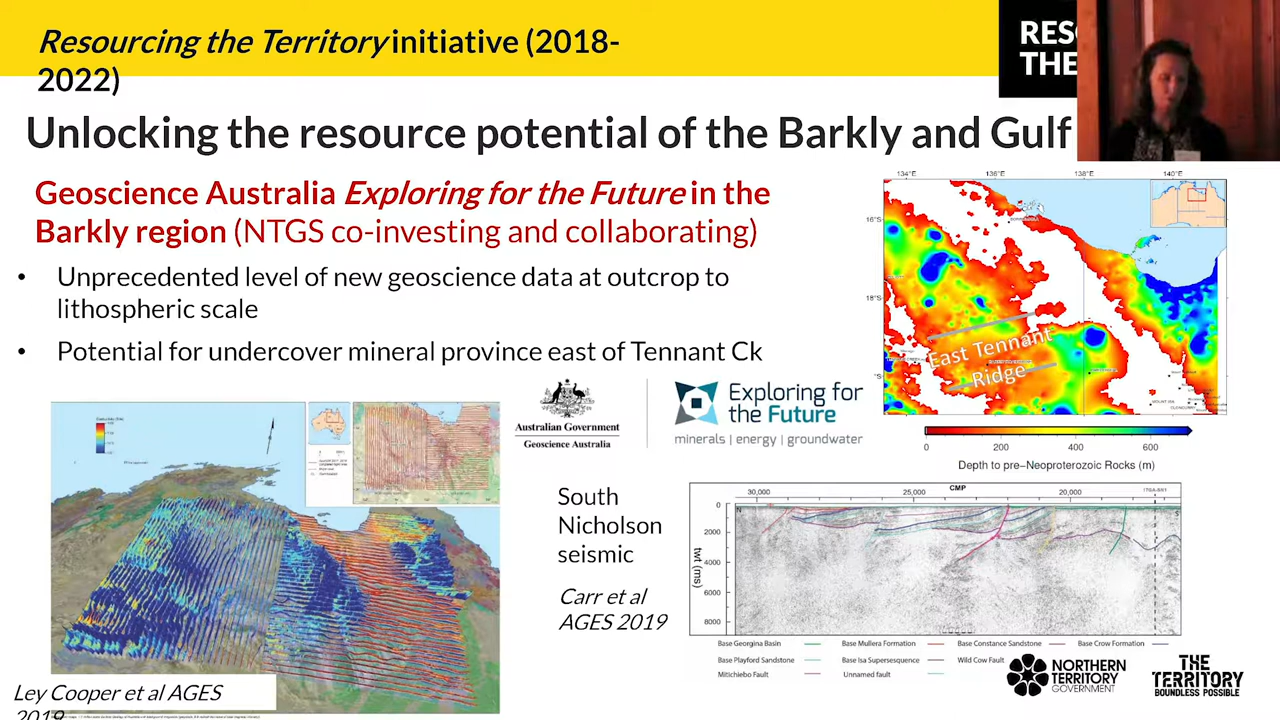 Resourcing the Territory initiative (2018-
2022)
RES
THE
Unlocking the resource potential of the Barkly and Gulf
Geoscience Australia Exploring for the Future in the
Barkly region (NTGS co-investing and collaborating)
• Unprecedented level of new geoscience data at outcrop to
lithospheric scale
• Potential for undercover mineral province east of Tennant Ck
134°E 136°E 138°E 140°E
16°S
18°S
East Tennant
Ridge
MOUNT ISA
0 200 400 600
Depth to pre-Neoproterozoic Rocks (m)
Australian Government
Geoscience Australia
Exploring for
the Future
minerals | energy | groundwater
South
Nicholson
seismic
Carr et al
AGES 2019
CMP
30,000 25,000 20,000
twt (ms)
0
2000
4000
6000
8000
N
S
Base Georgina Basin Base Mullera Formation Base Constance Sandstone Base Crow Formation
Base Playford Sandstone Base Isa Supersequence Wild Cow Fault
Mitichiebo Fault Unnamed fault
Ley Cooper et al AGES
2019
NORTHERN
TERRITORY
GOVERNMENT
THE
TERRITORY
BOUNDLESS POSSIBLE